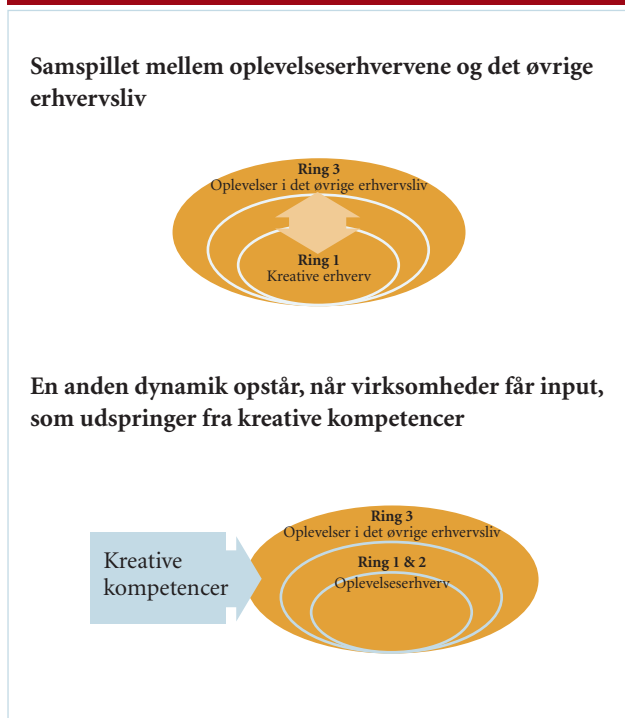 Samspillet mellem oplevelseserhvervene og det øvrige
erhvervsliv
Ring 3
Oplevelser i det øvrige erhvervsliv
Ring 1
Kreative erhverv
En anden dynamik opstår, når virksomheder får input,
som udspringer fra kreative kompetencer
Kreative
kompetencer
Ring 3
Oplevelser i det øvrige erhvervsliv
Ring 1 & 2
Oplevelseserhverv